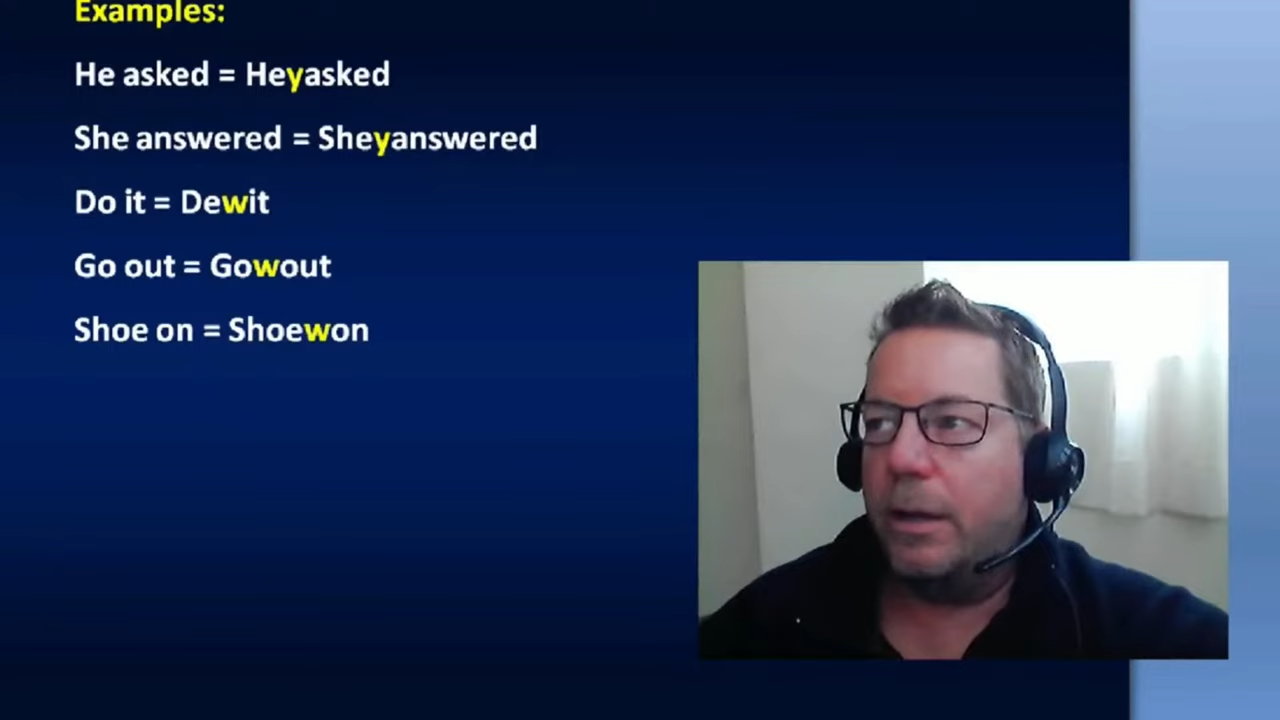 Examples:
He asked = Heyasked
She answered = Sheyanswered
Do it = Dewit
Go out = Gowout
Shoe on = Shoewon